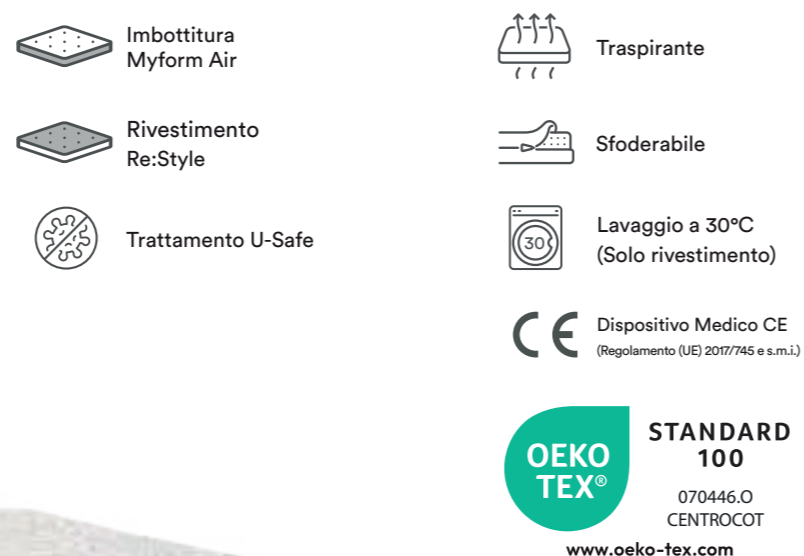 Imbottitura
Myform Air
Rivestimento
Re:Style
Trattamento U-Safe
Traspirante
Sfoderabile
30
Lavaggio a 30°C
(Solo rivestimento)
CE
Dispositivo Medico CE
(Regolamento (UE) 2017/745 e s.m.i.)
OEKO
TEX®
STANDARD
100
070446.O
CENTROCOT
www.oeko-tex.com